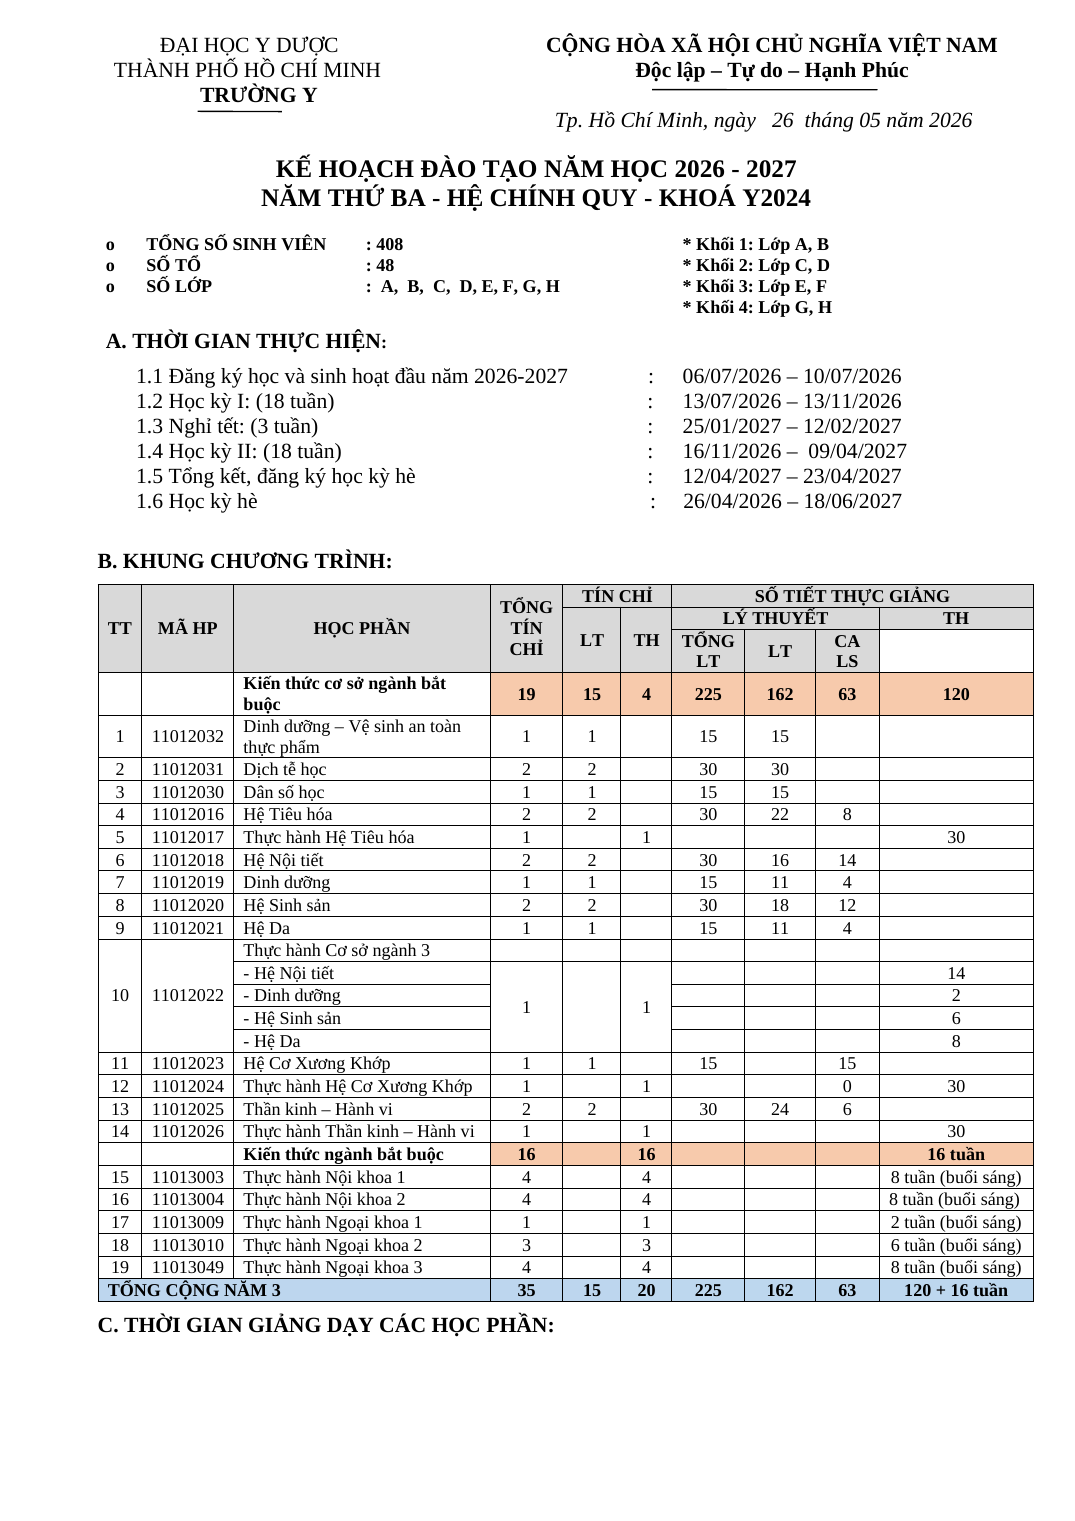 ĐẠI HỌC Y DƯỢC
THÀNH PHỐ HỒ CHÍ MINH
TRƯỜNG Y
CỘNG HÒA XÃ HỘI CHỦ NGHĨA VIỆT NAM
Độc lập – Tự do – Hạnh Phúc
Tp. Hồ Chí Minh, ngày 26 tháng 05 năm 2026
KẾ HOẠCH ĐÀO TẠO NĂM HỌC 2026 - 2027
NĂM THỨ BA - HỆ CHÍNH QUY - KHOÁ Y2024
o TỔNG SỐ SINH VIÊN : 408 * Khối 1: Lớp A, B
o SỐ TỔ : 48 * Khối 2: Lớp C, D
o SỐ LỚP : A, B, C, D, E, F, G, H * Khối 3: Lớp E, F
* Khối 4: Lớp G, H
A. THỜI GIAN THỰC HIỆN:
1.1 Đăng ký học và sinh hoạt đầu năm 2026-2027 : 06/07/2026 – 10/07/2026
1.2 Học kỳ I: (18 tuần) : 13/07/2026 – 13/11/2026
1.3 Nghỉ tết: (3 tuần) : 25/01/2027 – 12/02/2027
1.4 Học kỳ II: (18 tuần) : 16/11/2026 – 09/04/2027
1.5 Tổng kết, đăng ký học kỳ hè : 12/04/2027 – 23/04/2027
1.6 Học kỳ hè : 26/04/2026 – 18/06/2027
B. KHUNG CHƯƠNG TRÌNH:
TT MÃ HP HỌC PHẦN TỔNG TÍN CHỈ TÍN CHỈ SỐ TIẾT THỰC GIẢNG
LT TH LÝ THUYẾT TH
TỔNG LT LT CA LS
Kiến thức cơ sở ngành bắt buộc 19 15 4 225 162 63 120
1 11012032 Dinh dưỡng – Vệ sinh an toàn thực phẩm 1 1 15 15
2 11012031 Dịch tễ học 2 2 30 30
3 11012030 Dân số học 1 1 15 15
4 11012016 Hệ Tiêu hóa 2 2 30 22 8
5 11012017 Thực hành Hệ Tiêu hóa 1 1 30
6 11012018 Hệ Nội tiết 2 2 30 16 14
7 11012019 Dinh dưỡng 1 1 15 11 4
8 11012020 Hệ Sinh sản 2 2 30 18 12
9 11012021 Hệ Da 1 1 15 11 4
10 11012022 Thực hành Cơ sở ngành 3
- Hệ Nội tiết 1 1 14
- Dinh dưỡng 2
- Hệ Sinh sản 6
- Hệ Da 8
11 11012023 Hệ Cơ Xương Khớp 1 1 15 15
12 11012024 Thực hành Hệ Cơ Xương Khớp 1 1 0 30
13 11012025 Thần kinh – Hành vi 2 2 30 24 6
14 11012026 Thực hành Thần kinh – Hành vi 1 1 30
Kiến thức ngành bắt buộc 16 16 16 tuần
15 11013003 Thực hành Nội khoa 1 4 4 8 tuần (buổi sáng)
16 11013004 Thực hành Nội khoa 2 4 4 8 tuần (buổi sáng)
17 11013009 Thực hành Ngoại khoa 1 1 1 2 tuần (buổi sáng)
18 11013010 Thực hành Ngoại khoa 2 3 3 6 tuần (buổi sáng)
19 11013049 Thực hành Ngoại khoa 3 4 4 8 tuần (buổi sáng)
TỔNG CỘNG NĂM 3 35 15 20 225 162 63 120 + 16 tuần
C. THỜI GIAN GIẢNG DẠY CÁC HỌC PHẦN: